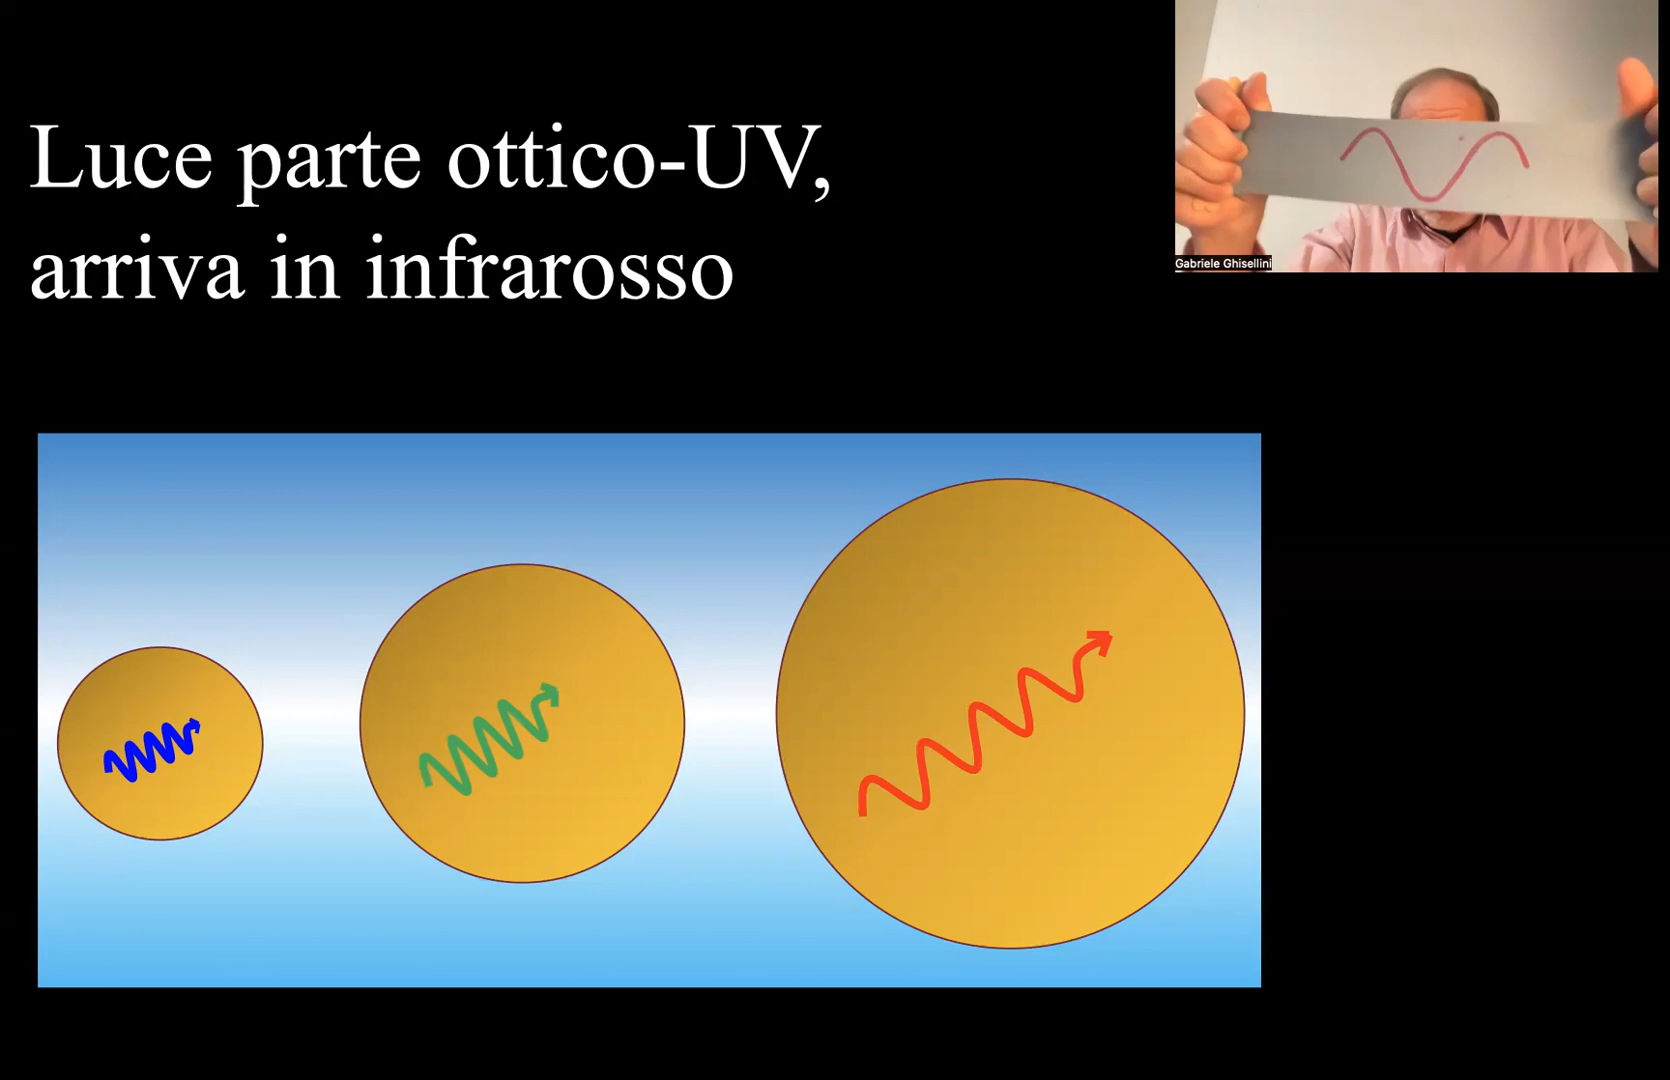 Luce parte ottico-UV,
arriva in infrarosso
Gabriele Ghisellini